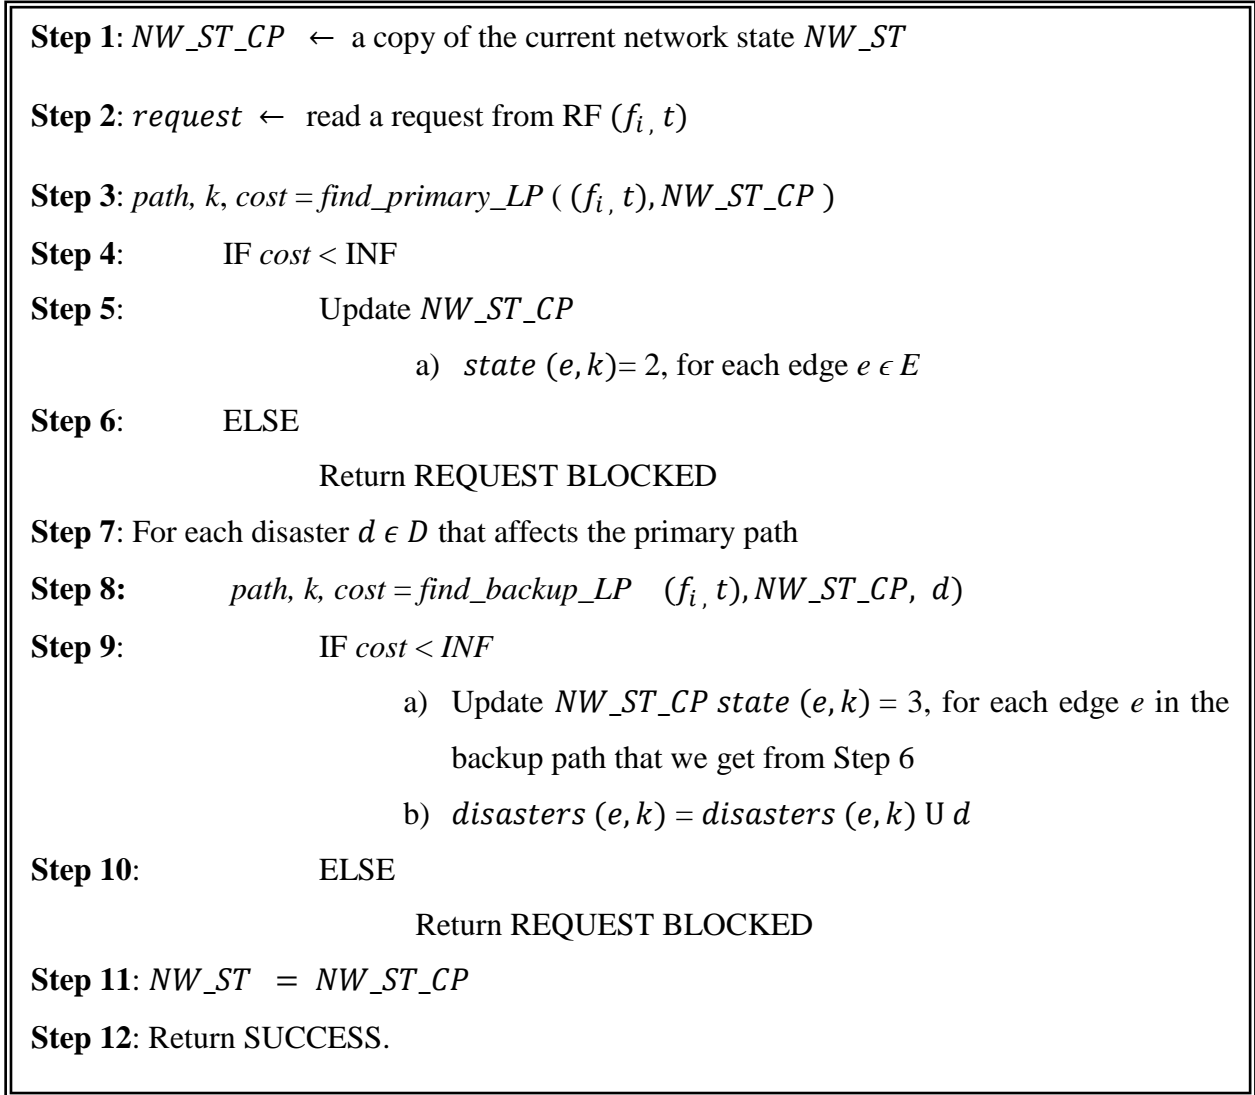 Step 1: NW_ST_CP ← a copy of the current network state NW_ST
Step 2: request ← read a request from RF (fi , t)
Step 3: path, k, cost = find_primary_LP ( (fi , t), NW_ST_CP )
Step 4: IF cost < INF
Step 5: Update NW_ST_CP
a) state (e, k)= 2, for each edge e ϵ E
Step 6: ELSE
Return REQUEST BLOCKED
Step 7: For each disaster d ϵ D that affects the primary path
Step 8: path, k, cost = find_backup_LP (fi , t), NW_ST_CP, d)
Step 9: IF cost < INF
a) Update NW_ST_CP state (e, k) = 3, for each edge e in the
backup path that we get from Step 6
b) disasters (e, k) = disasters (e, k) U d
Step 10: ELSE
Return REQUEST BLOCKED
Step 11: NW_ST = NW_ST_CP
Step 12: Return SUCCESS.